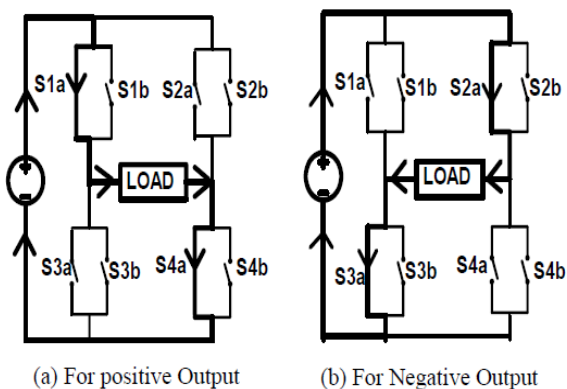 S1a S1b S2a S2b
+
LOAD
-
S3a S3b S4a S4b
(a) For positive Output
S1a S1b S2a S2b
+
LOAD
-
S3a S3b S4a S4b
(b) For Negative Output